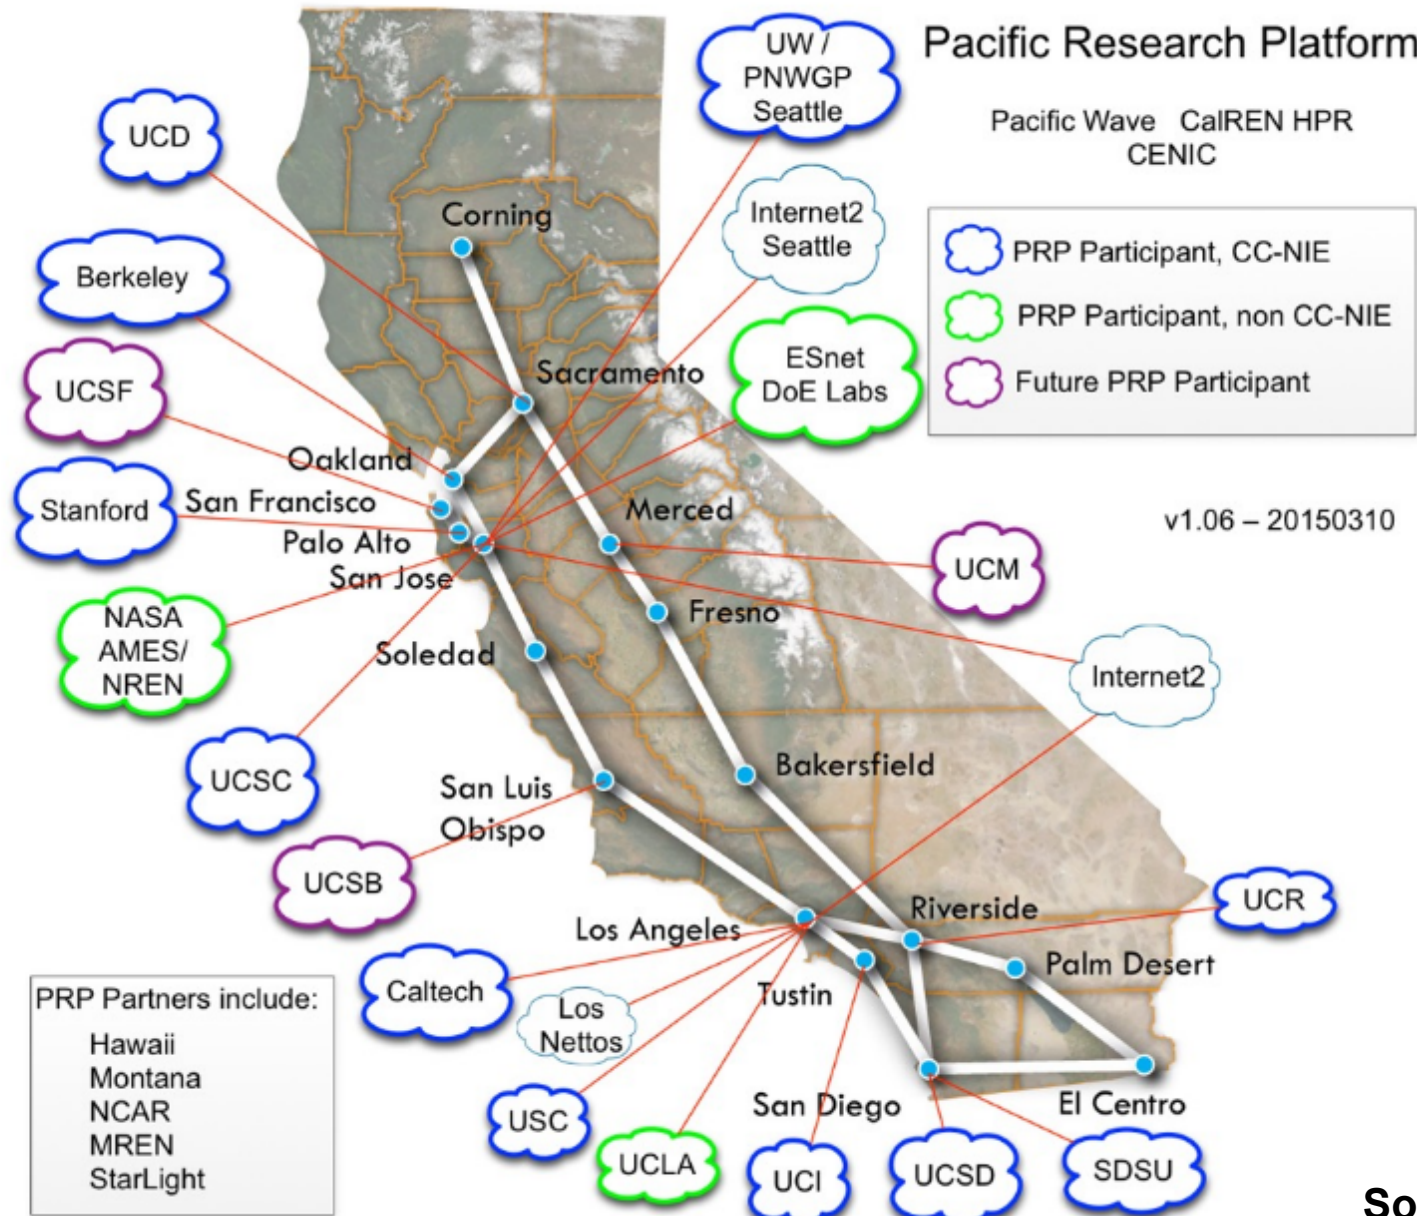 Pacific Research Platform
Pacific Wave CalREN HPR
CENIC
PRP Participant, CC-NIE
PRP Participant, non CC-NIE
Future PRP Participant
v1.06 – 20150310
UW /
PNWGP
Seattle
UCD
Internet2
Seattle
Corning
Berkeley
ESnet
DoE Labs
Sacramento
UCSF
Oakland
Stanford
San Francisco
Merced
Palo Alto
UCM
San Jose
NASA
AMES/
NREN
Fresno
Soledad
Internet2
UCSC
Bakersfield
San Luis
Obispo
UCSB
UCR
Riverside
Los Angeles
Palm Desert
Caltech
Tustin
Los
Nettos
USC
San Diego
El Centro
UCLA
UCI
UCSD
SDSU
PRP Partners include:
Hawaii
Montana
NCAR
MREN
StarLight
So